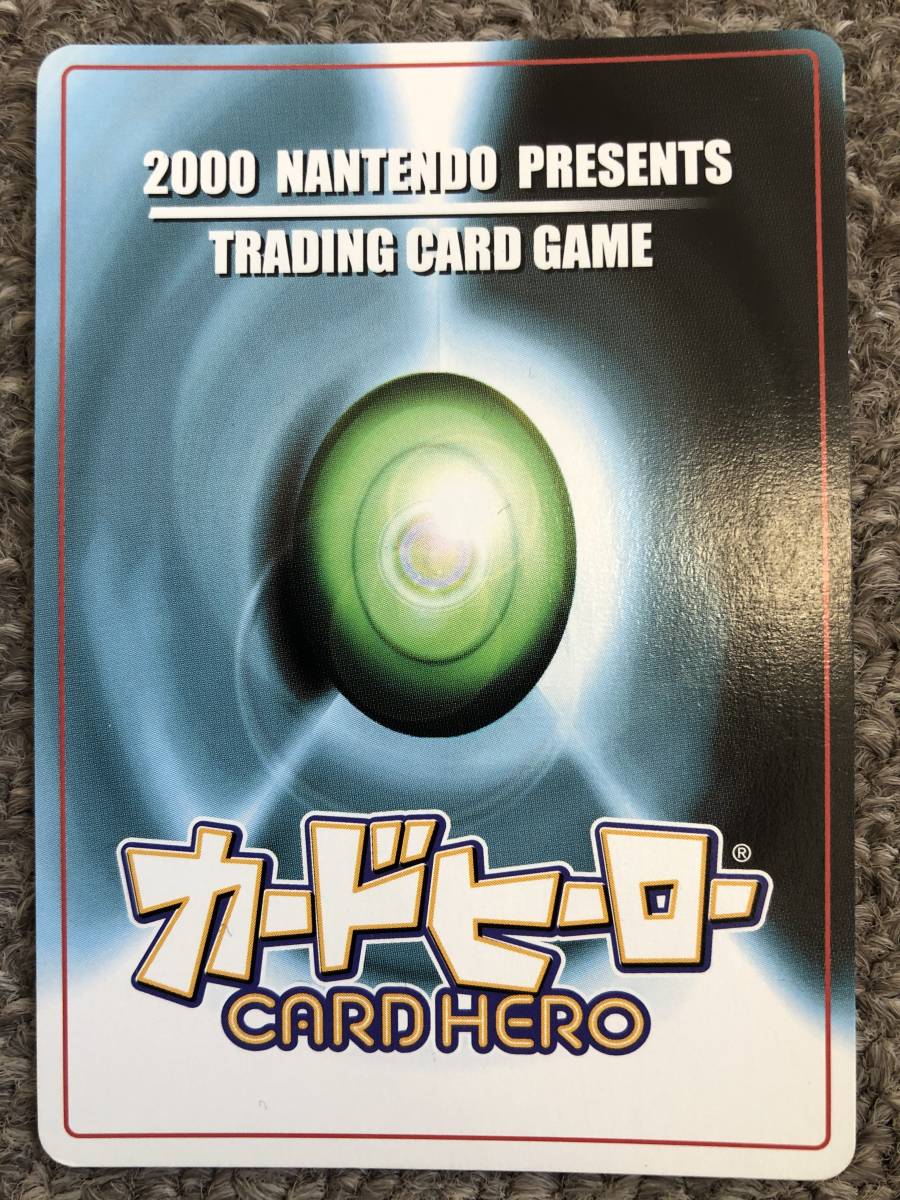 2000 NANTENDO PRESENTS
TRADING CARD GAME
カードヒーロー®
CARD HERO